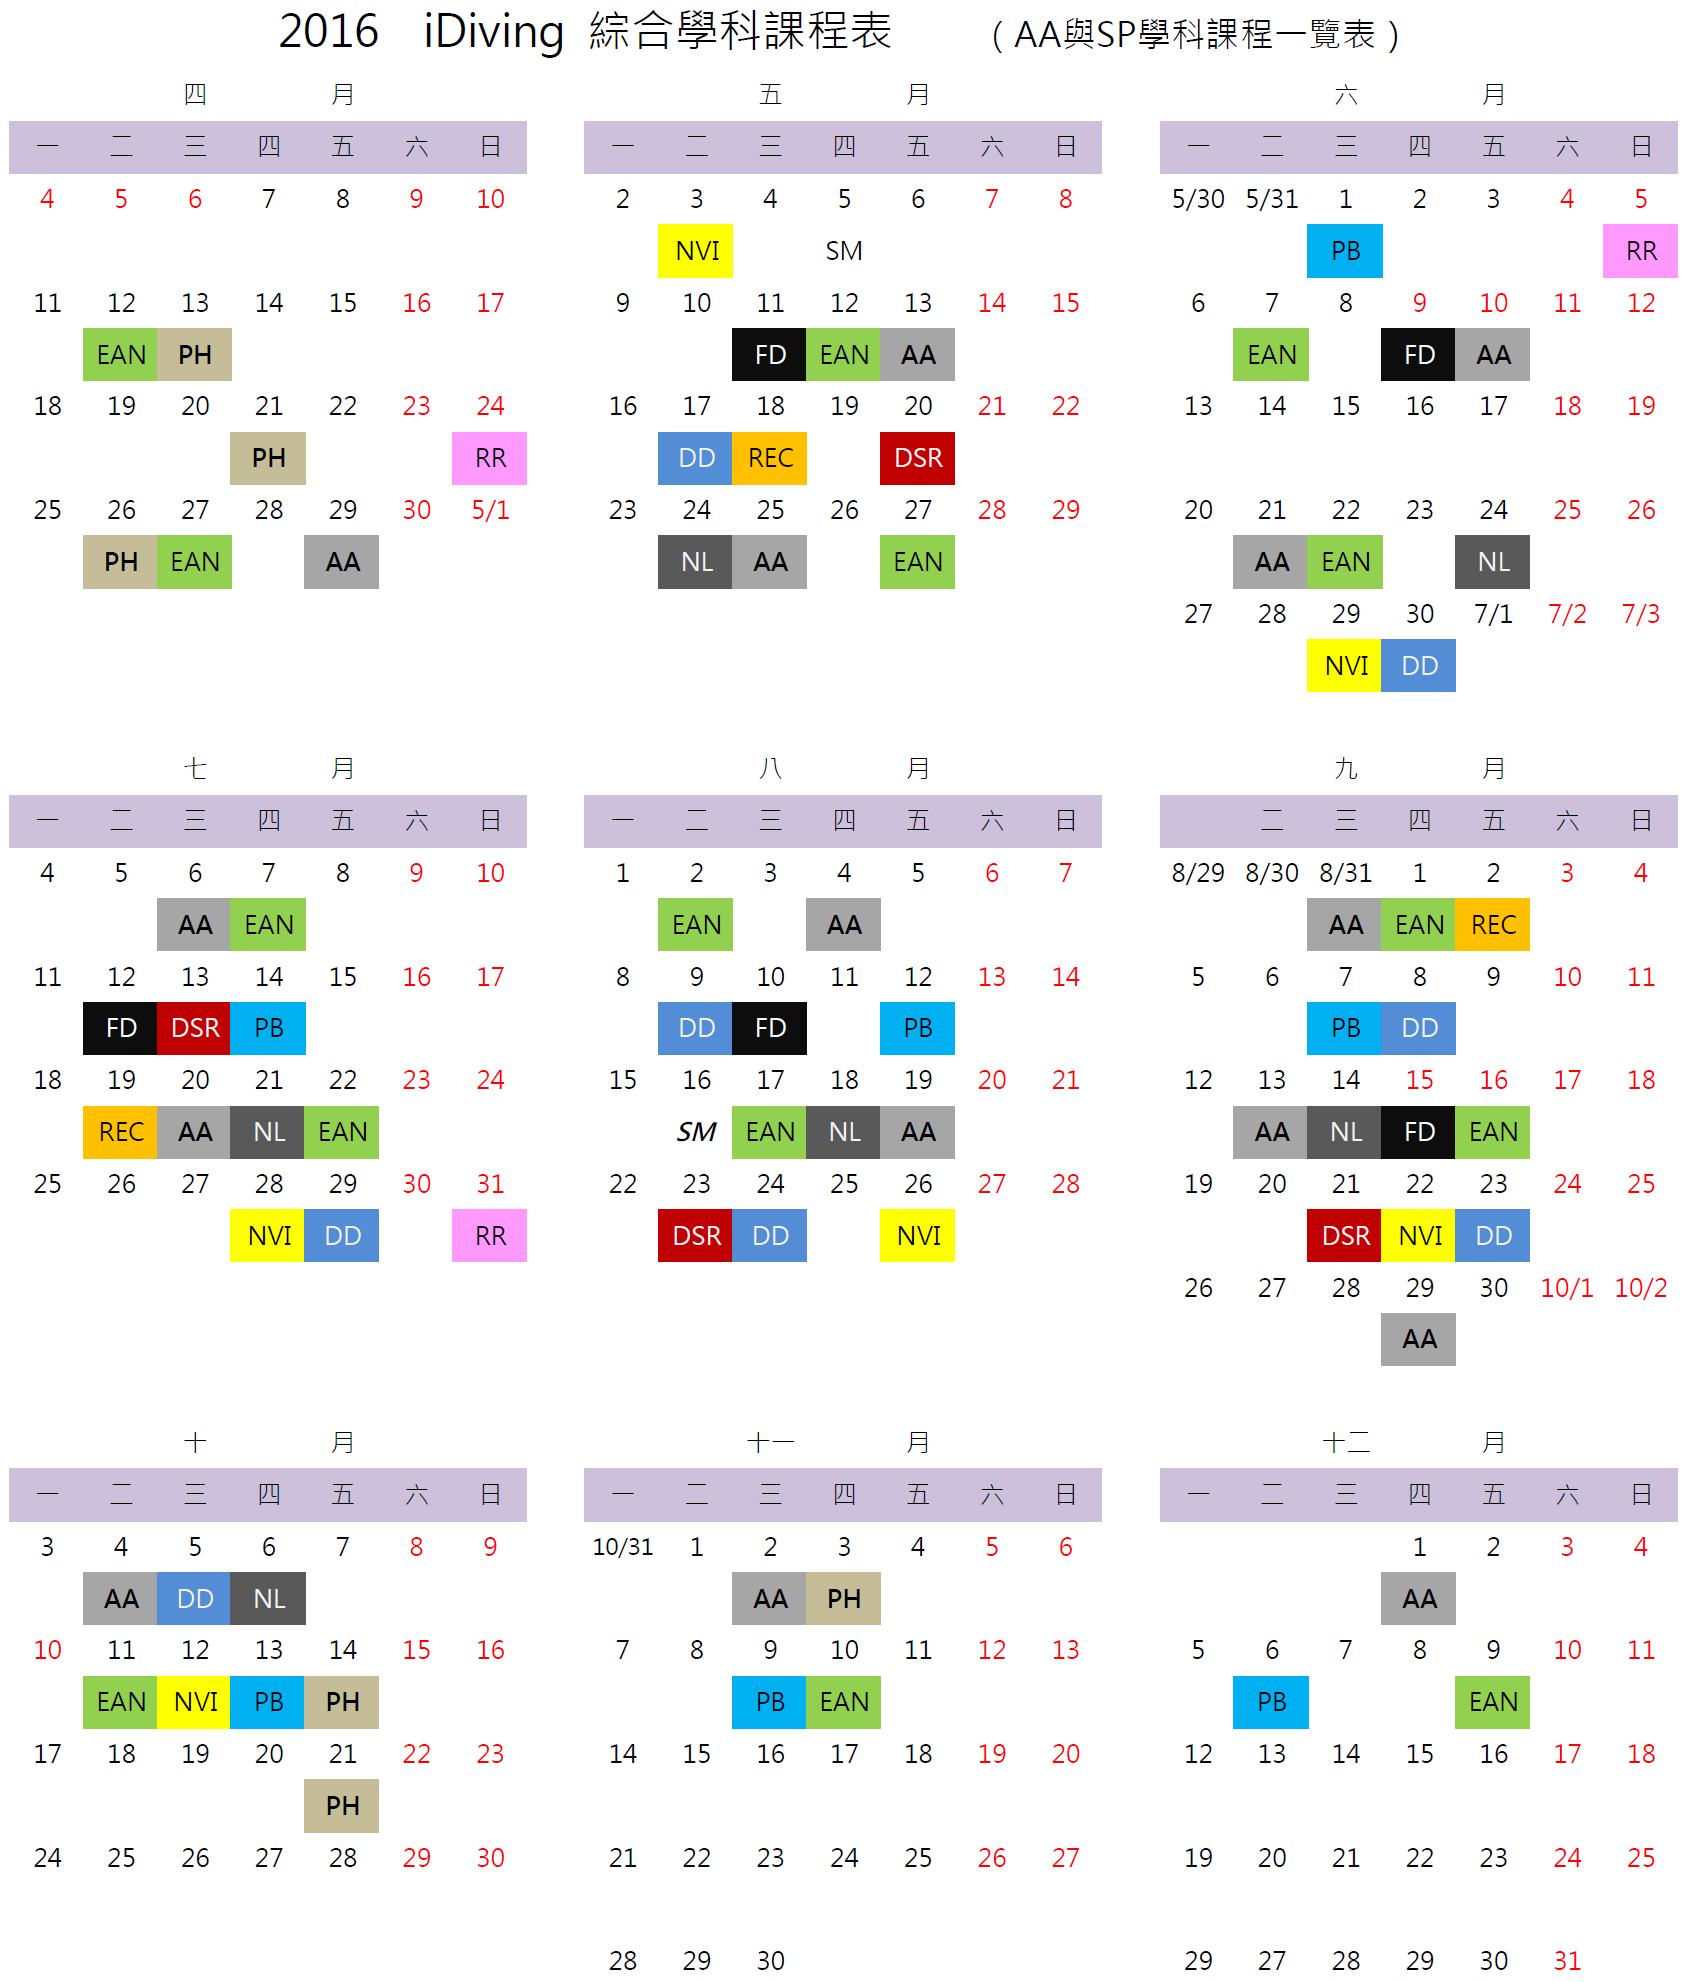 2016 iDiving 綜合學科課程表 （AA與SP學科課程一覽表）
四 月
一 二 三 四 五 六 日
4 5 6 7 8 9 10
11 12 13 14 15 16 17
EAN PH
18 19 20 21 22 23 24
PH RR
25 26 27 28 29 30 5/1
PH EAN AA
五 月
一 二 三 四 五 六 日
2 3 4 5 6 7 8
NVI SM
9 10 11 12 13 14 15
FD EAN AA
16 17 18 19 20 21 22
DD REC DSR
23 24 25 26 27 28 29
NL AA EAN
六 月
一 二 三 四 五 六 日
5/30 5/31 1 2 3 4 5
PB RR
6 7 8 9 10 11 12
EAN FD AA
13 14 15 16 17 18 19
20 21 22 23 24 25 26
AA EAN NL
27 28 29 30 7/1 7/2 7/3
NVI DD
七 月
一 二 三 四 五 六 日
4 5 6 7 8 9 10
AA EAN
11 12 13 14 15 16 17
FD DSR PB
18 19 20 21 22 23 24
REC AA NL EAN
25 26 27 28 29 30 31
NVI DD RR
八 月
一 二 三 四 五 六 日
1 2 3 4 5 6 7
EAN AA
8 9 10 11 12 13 14
DD FD PB
15 16 17 18 19 20 21
SM EAN NL AA
22 23 24 25 26 27 28
DSR DD NVI
九 月
二 三 四 五 六 日
8/29 8/30 8/31 1 2 3 4
AA EAN REC
5 6 7 8 9 10 11
PB DD
12 13 14 15 16 17 18
AA NL FD EAN
19 20 21 22 23 24 25
DSR NVI DD
26 27 28 29 30 10/1 10/2
AA
十 月
一 二 三 四 五 六 日
3 4 5 6 7 8 9
AA DD NL
10 11 12 13 14 15 16
EAN NVI PB PH
17 18 19 20 21 22 23
PH
24 25 26 27 28 29 30
十一 月
一 二 三 四 五 六 日
10/31 1 2 3 4 5 6
AA PH
7 8 9 10 11 12 13
PB EAN
14 15 16 17 18 19 20
21 22 23 24 25 26 27
28 29 30
十二 月
一 二 三 四 五 六 日
1 2 3 4
AA
5 6 7 8 9 10 11
PB EAN
12 13 14 15 16 17 18
19 20 21 22 23 24 25
29 27 28 29 30 31